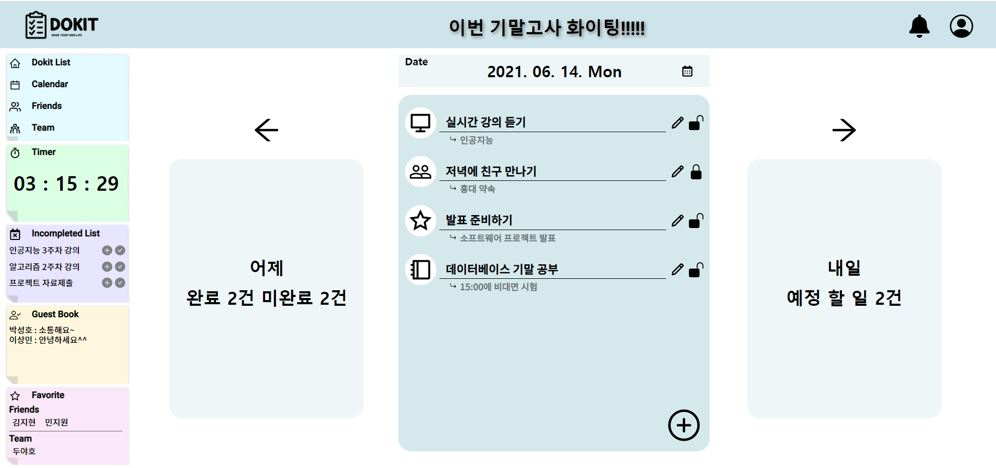 DOKIT
MAKE YOUR OWN LIFE
이번 기말고사 화이팅!!!!!
Dokit List
Calendar
Friends
Team
Timer
03 : 15 : 29
Incompleted List
인공지능 3주차 강의
알고리즘 2주차 강의
프로젝트 자료제출
Guest Book
박성호 : 소통해요~
이상민 : 안녕하세요^^
Favorite
Friends
김지현 민지원
Team
두야호
어제
완료 2건 미완료 2건
Date
2021. 06. 14. Mon
실시간 강의 듣기
인공지능
저녁에 친구 만나기
홍대 약속
발표 준비하기
소프트웨어 프로젝트 발표
데이터베이스 기말 공부
15:00에 비대면 시험
내일
예정 할 일 2건